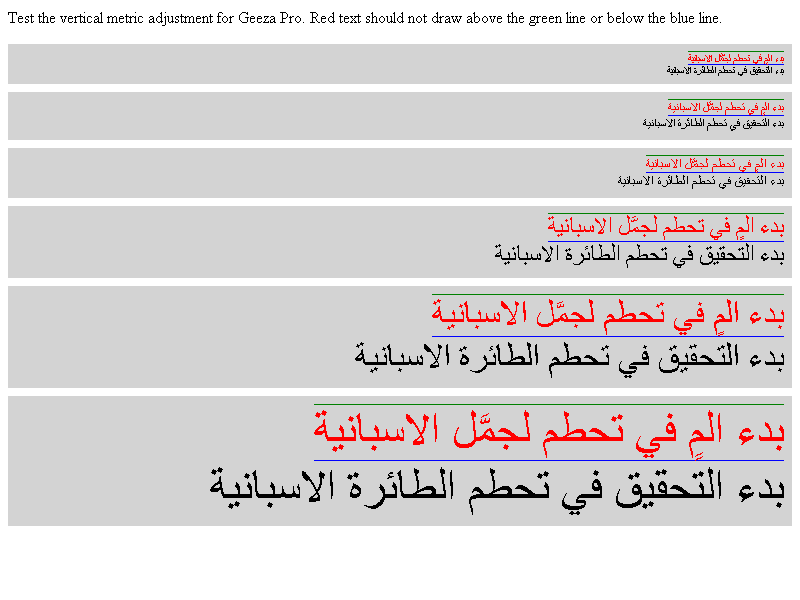 Test the vertical metric adjustment for Geeza Pro. Red text should not draw above the green line or below the blue line.
بدء المٍ في تحطم لجمَّل الاسبانية
بدء التحقيق في تحطم الطائرة الاسبانية
بدء المٍ في تحطم لجمَّل الاسبانية
بدء التحقيق في تحطم الطائرة الاسبانية
بدء المٍ في تحطم لجمَّل الاسبانية
بدء التحقيق في تحطم الطائرة الاسبانية
بدء المٍ في تحطم لجمَّل الاسبانية
بدء التحقيق في تحطم الطائرة الاسبانية
بدء المٍ في تحطم لجمَّل الاسبانية
بدء التحقيق في تحطم الطائرة الاسبانية
بدء المٍ في تحطم لجمَّل الاسبانية
بدء التحقيق في تحطم الطائرة الاسبانية